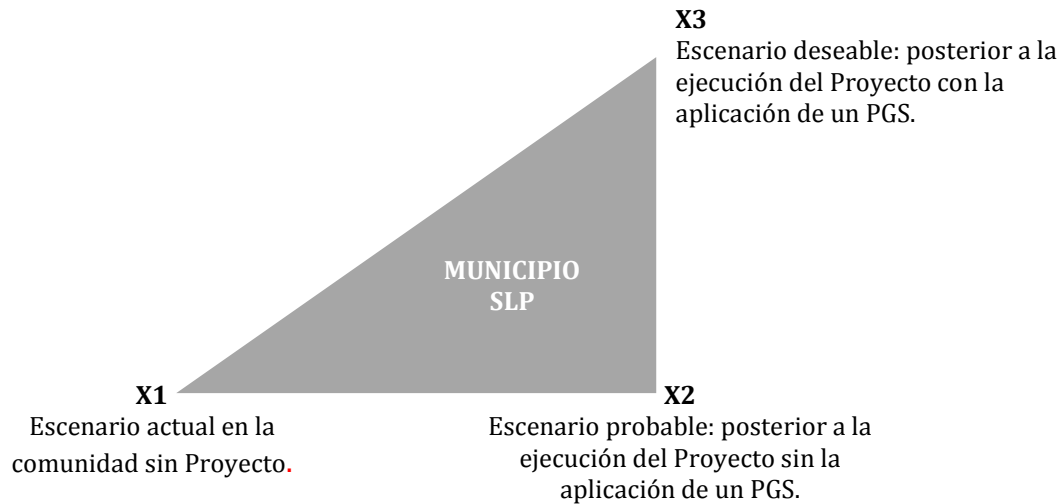 X3
Escenario deseable: posterior a la
ejecución del Proyecto con la
aplicación de un PGS.
MUNICIPIO
SLP
X1
Escenario actual en la
comunidad sin Proyecto.
X2
Escenario probable: posterior a la
ejecución del Proyecto sin la
aplicación de un PGS.